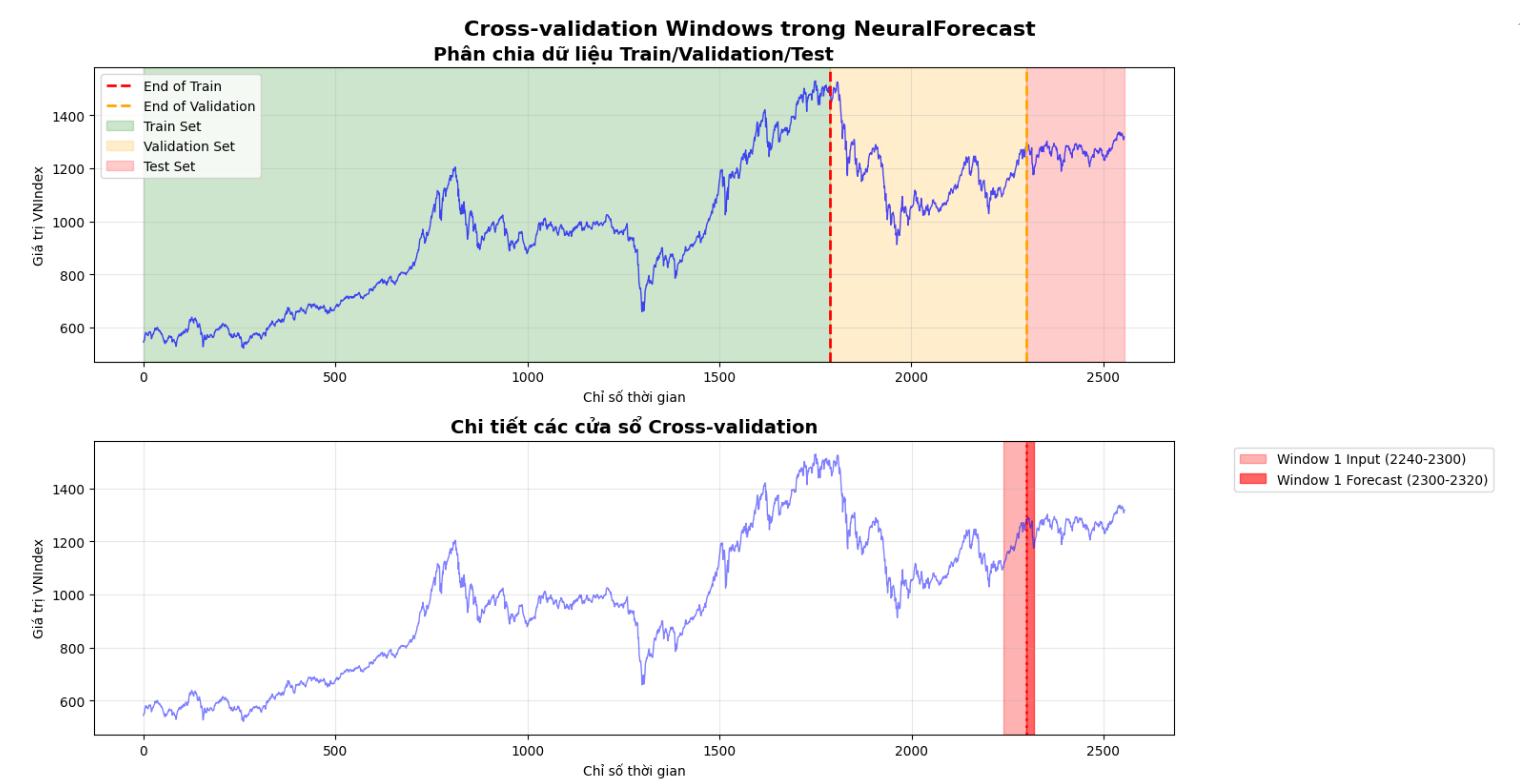 Cross-validation Windows trong NeuralForecast
Phân chia dữ liệu Train/Validation/Test
End of Train
End of Validation
Train Set
Validation Set
Test Set
Giá trị VNIndex
1400
1200
1000
800
600
0
500
1000
1500
2000
2500
Chỉ số thời gian
Chi tiết các cửa sổ Cross-validation
Window 1 Input (2240-2300)
Window 1 Forecast (2300-2320)
Giá trị VNIndex
1400
1200
1000
800
600
0
500
1000
1500
2000
2500
Chỉ số thời gian